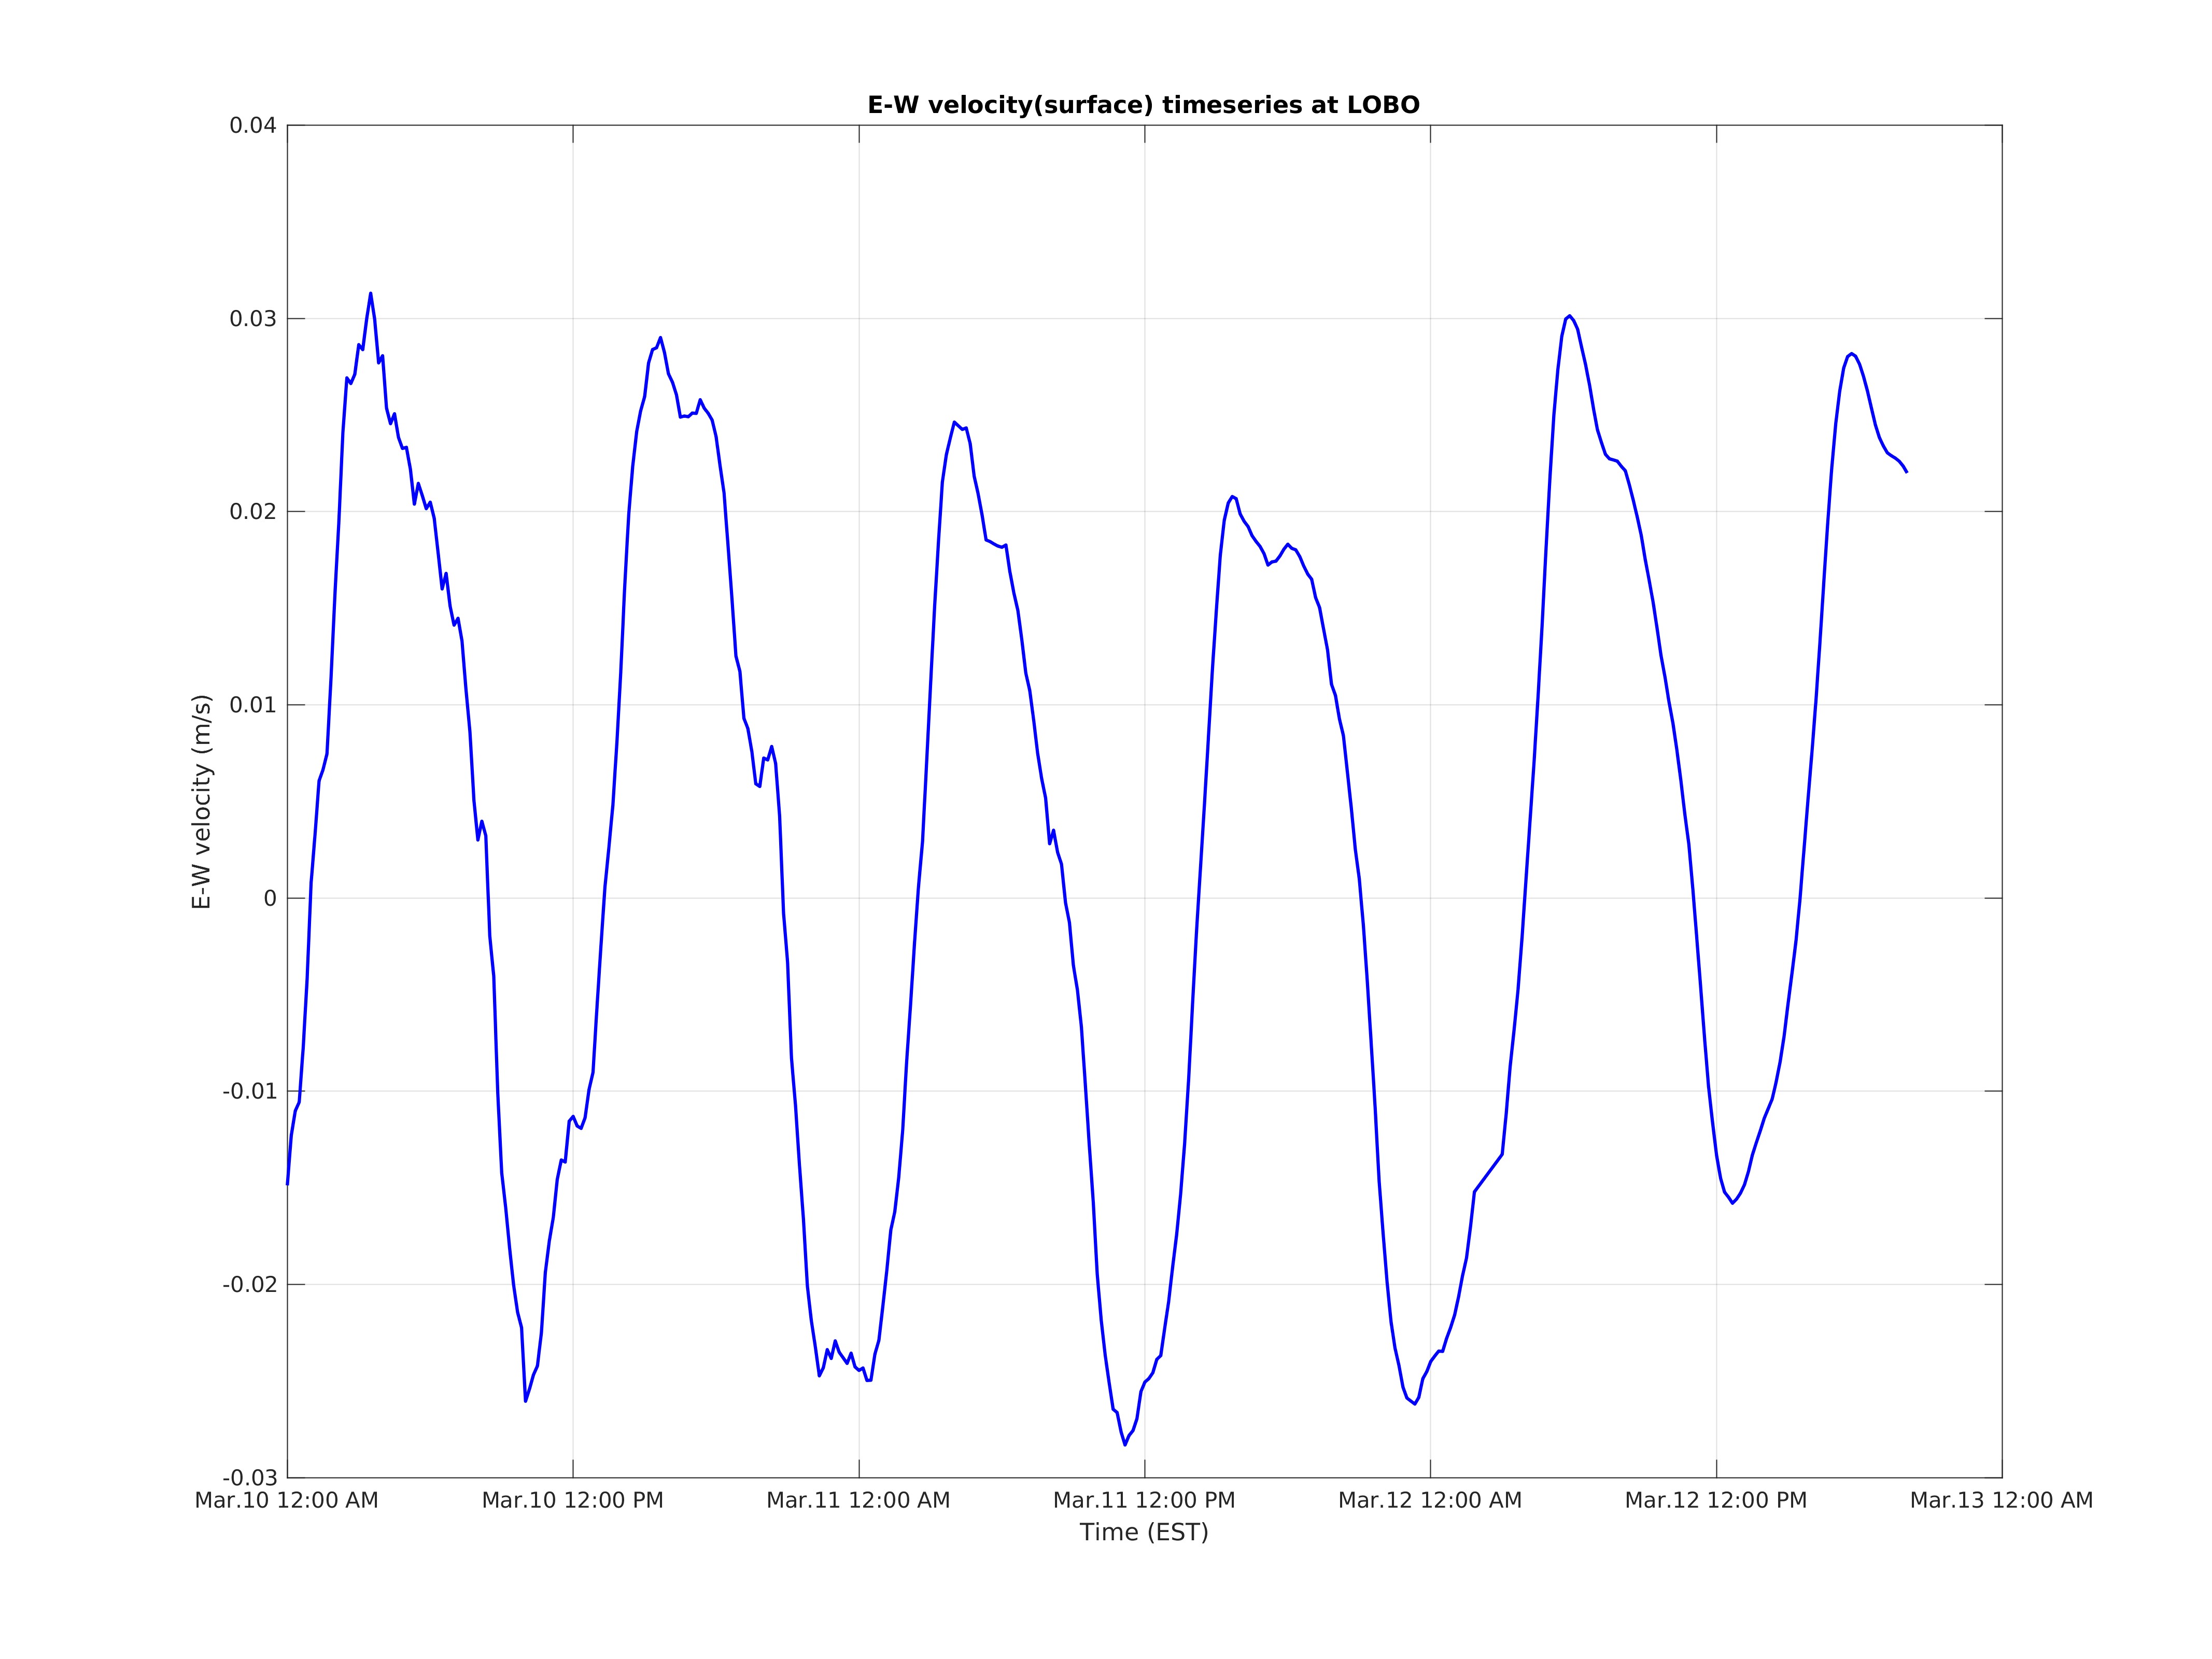 E-W velocity(surface) timeseries at LOBO
0.04
0.03
0.02
0.01
0
-0.01
-0.02
-0.03
E-W velocity (m/s)
Mar.10 12:00 AM Mar.10 12:00 PM Mar.11 12:00 AM Mar.11 12:00 PM Mar.12 12:00 AM Mar.12 12:00 PM Mar.13 12:00 AM
Time (EST)